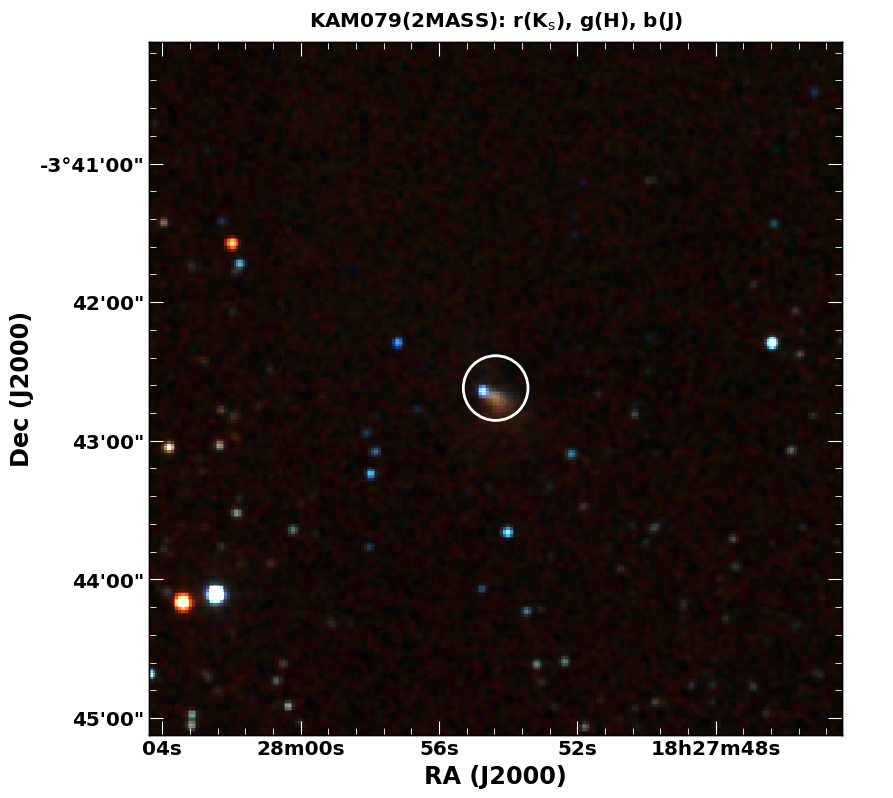 KAM079(2MASS): r(Kₛ), g(H), b(J)
-3°41'00"
42'00"
43'00"
44'00"
45'00"
Dec (J2000)
04s 28m00s 56s 52s 18h27m48s
RA (J2000)